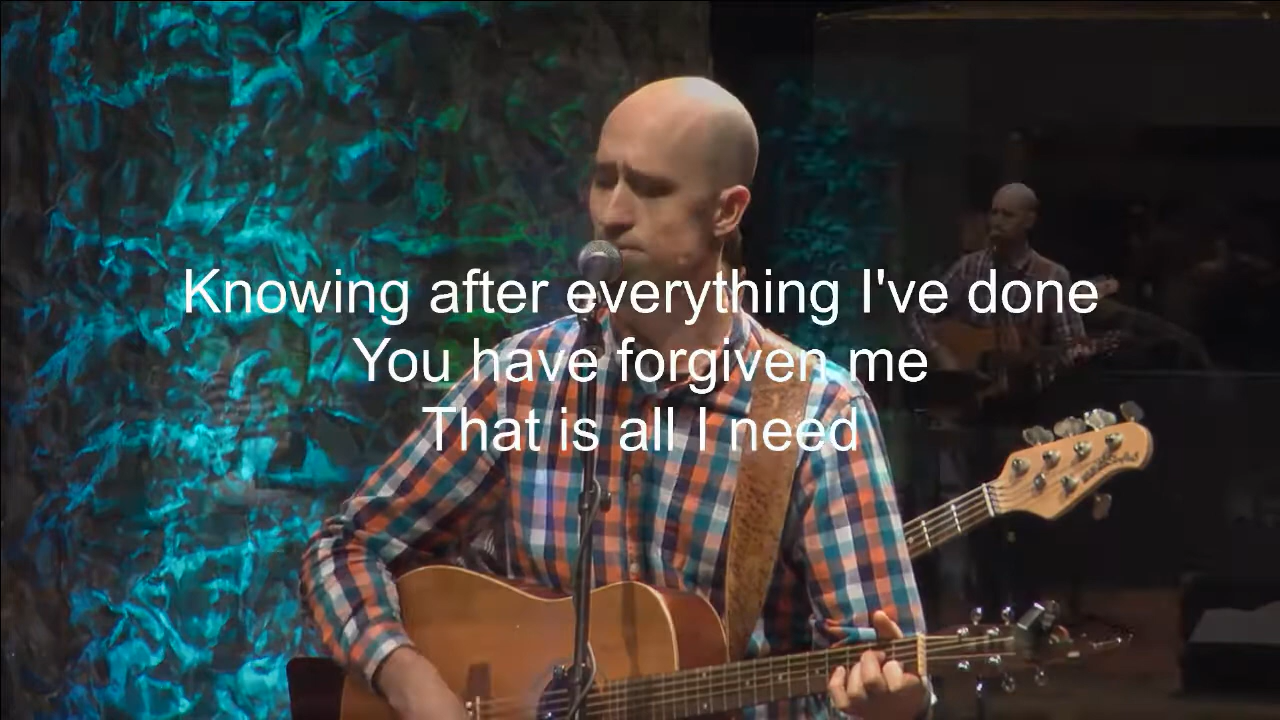 Knowing after everything I've done
You have forgiven me
That is all I need